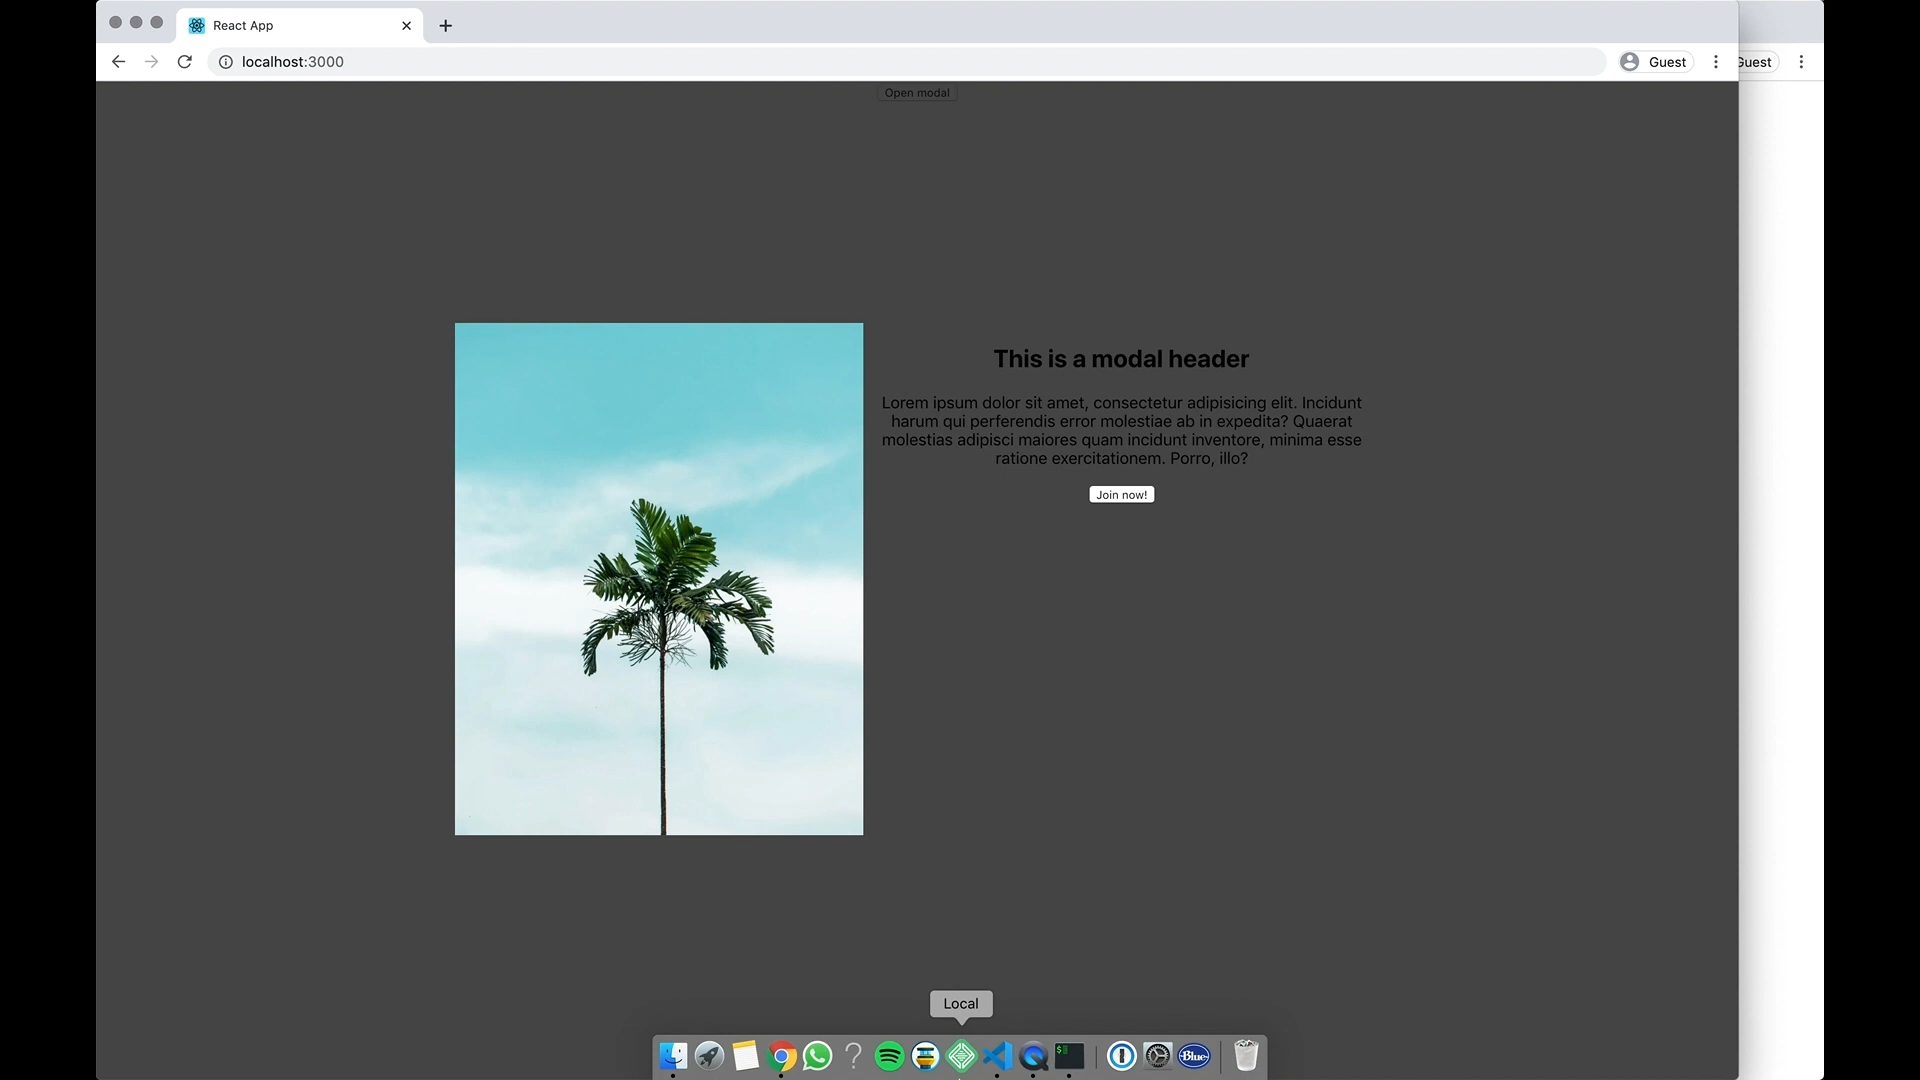 React App
localhost:3000
Guest
Guest
Open modal
This is a modal header
Lorem ipsum dolor sit amet, consectetur adipisicing elit. Incidunt
harum qui perferendis error molestiae ab in expedita? Quaerat
molestias adipisci maiores quam incidunt inventore, minima esse
ratione exercitationem. Porro, illo?
Join now!
Local
Blue